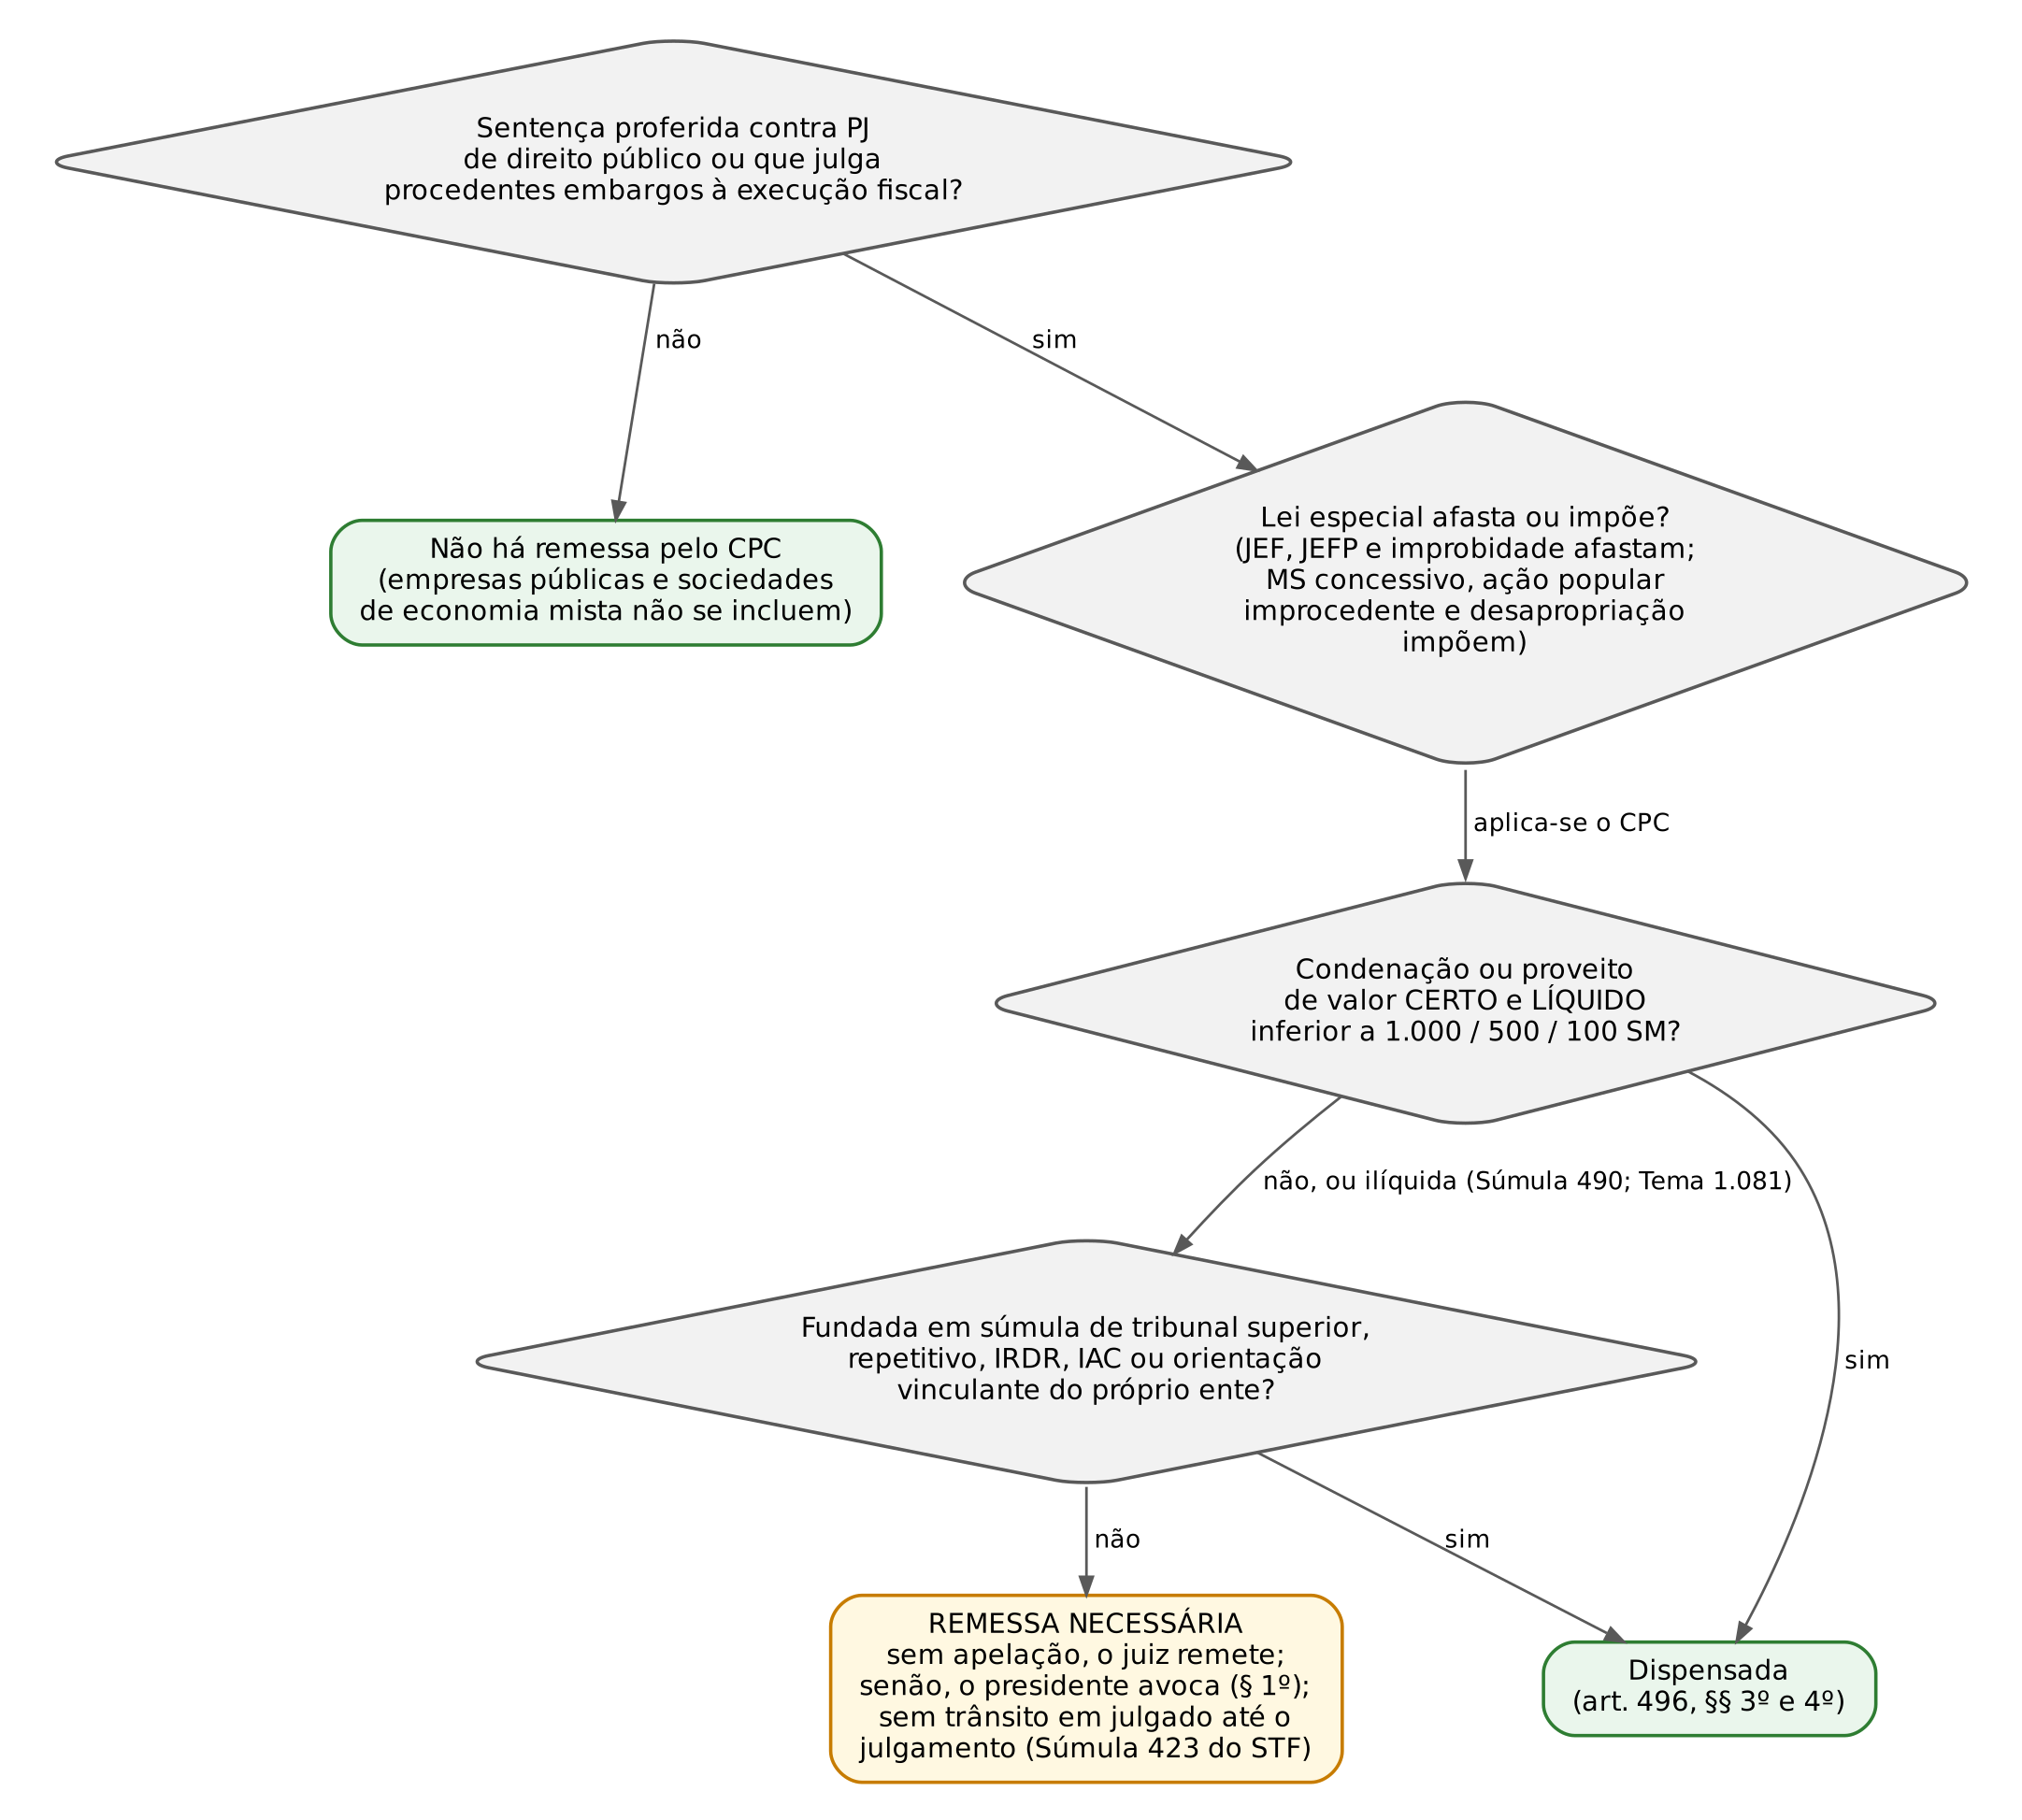 Sentença proferida contra PJ
de direito público ou que julga
procedentes embargos à execução fiscal?
não
sim
Não há remessa pelo CPC
(empresas públicas e sociedades
de economia mista não se incluem)
Lei especial afasta ou impõe?
(JEF, JEFP e improbidade afastam;
MS concessivo, ação popular
improcedente e desapropriação
impõem)
aplica-se o CPC
Condenação ou proveito
de valor CERTO e LÍQUIDO
inferior a 1.000 / 500 / 100 SM?
não, ou ilíquida (Súmula 490; Tema 1.081)
sim
Fundada em súmula de tribunal superior,
repetitivo, IRDR, IAC ou orientação
vinculante do próprio ente?
não
sim
REMESSA NECESSÁRIA
sem apelação, o juiz remete;
senão, o presidente avoca (§ 1º);
sem trânsito em julgado até o
julgamento (Súmula 423 do STF)
Dispensada
(art. 496, §§ 3º e 4º)